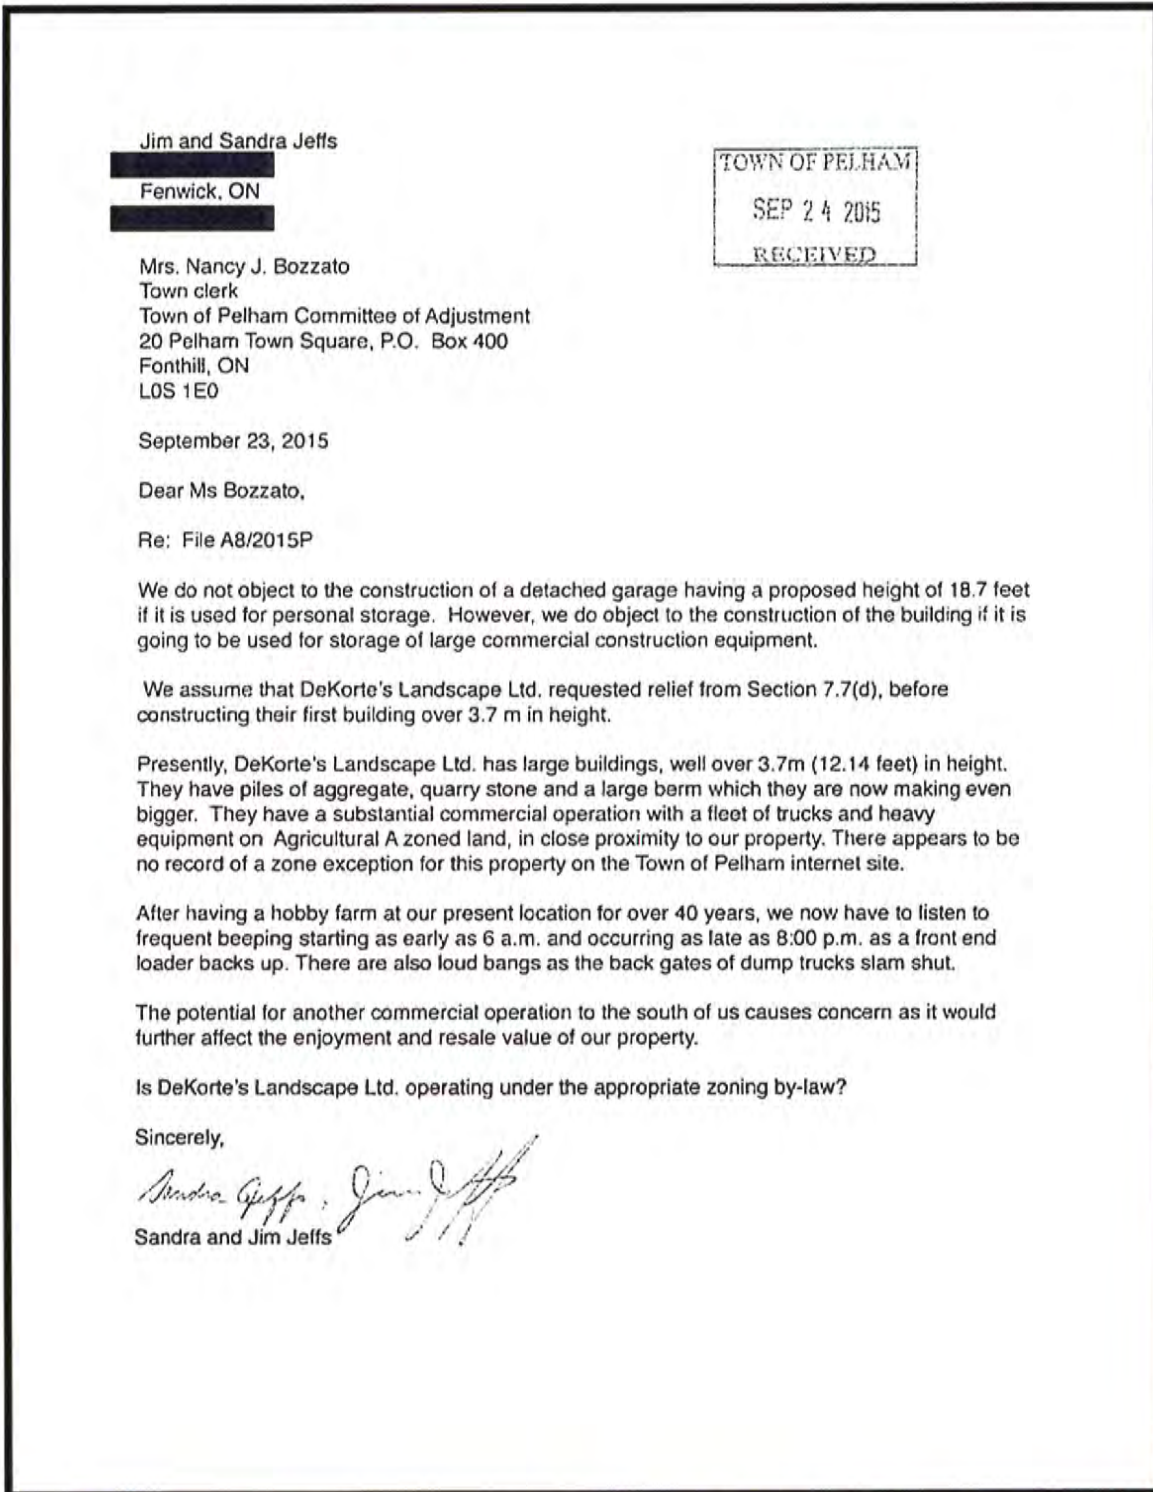 Jim and Sandra Jeffs
Fenwick, ON
TOWN OF PELHAM
SEP 24 2015
RECEIVED
Mrs. Nancy J. Bozzato
Town clerk
Town of Pelham Committee of Adjustment
20 Pelham Town Square, P.O. Box 400
Fonthill, ON
L0S 1E0
September 23, 2015
Dear Ms Bozzato,
Re: File A8/2015P
We do not object to the construction of a detached garage having a proposed height of 18.7 feet
if it is used for personal storage. However, we do object to the construction of the building if it is
going to be used for storage of large commercial construction equipment.
We assume that DeKorte's Landscape Ltd. requested relief from Section 7.7(d), before
constructing their first building over 3.7 m in height.
Presently, DeKorte's Landscape Ltd. has large buildings, well over 3.7m (12.14 feet) in height.
They have piles of aggregate, quarry stone and a large berm which they are now making even
bigger. They have a substantial commercial operation with a fleet of trucks and heavy
equipment on Agricultural A zoned land, in close proximity to our property. There appears to be
no record of a zone exception for this property on the Town of Pelham internet site.
After having a hobby farm at our present location for over 40 years, we now have to listen to
frequent beeping starting as early as 6 a.m. and occurring as late as 8:00 p.m. as a front end
loader backs up. There are also loud bangs as the back gates of dump trucks slam shut.
The potential for another commercial operation to the south of us causes concern as it would
further affect the enjoyment and resale value of our property.
Is DeKorte's Landscape Ltd. operating under the appropriate zoning by-law?
Sincerely,
Sandra Jeffs, Jim Jeffs
Sandra and Jim Jeffs